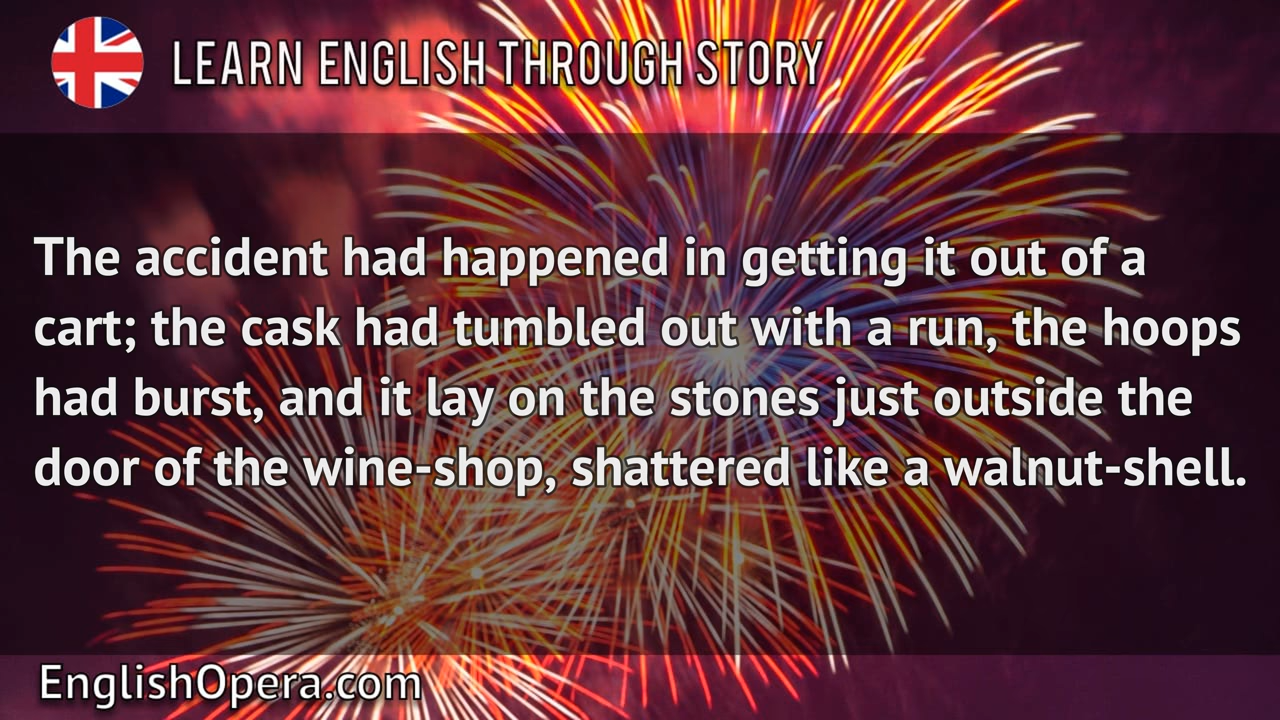 LEARN ENGLISH THROUGH STORY
The accident had happened in getting it out of a
cart; the cask had tumbled out with a run, the hoops
had burst, and it lay on the stones just outside the
door of the wine-shop, shattered like a walnut-shell.
EnglishOpera.com